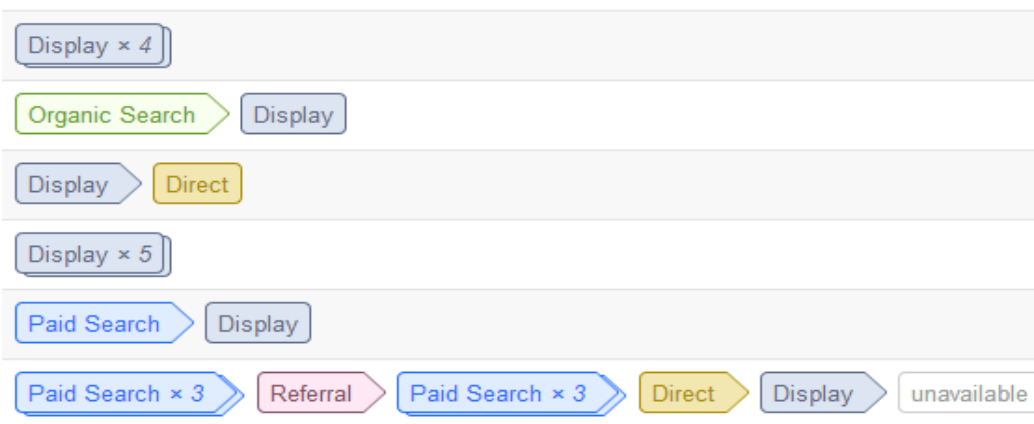 Display × 4
Organic Search Display
Display Direct
Display × 5
Paid Search Display
Paid Search × 3 Referral Paid Search × 3 Direct Display unavailable